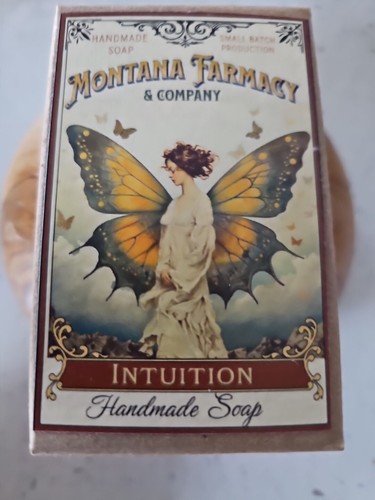 HANDMADE SOAP
SMALL BATCH PRODUCTION
MONTANA FARMACY
& COMPANY
INTUITION
Handmade Soap